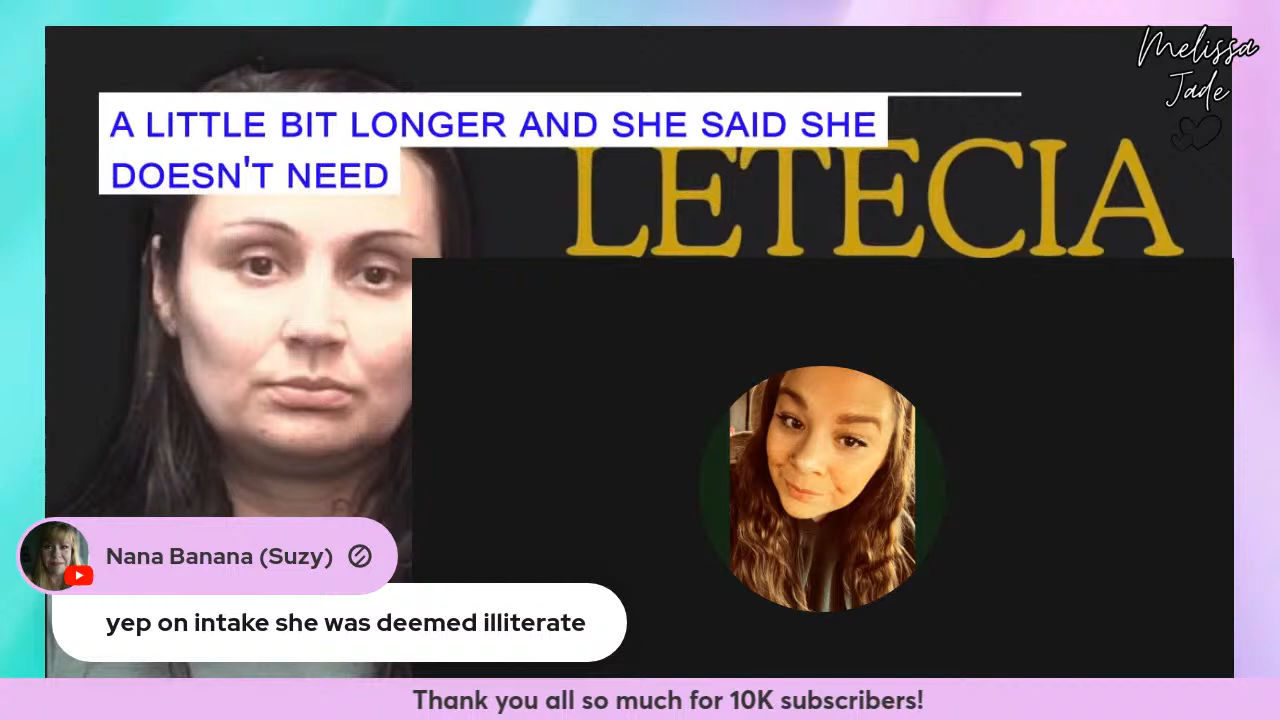 Melissa
Jade
A LITTLE BIT LONGER AND SHE SAID SHE
DOESN'T NEED
LETECIA
Nana Banana (Suzy)
yep on intake she was deemed illiterate
Thank you all so much for 10K subscribers!